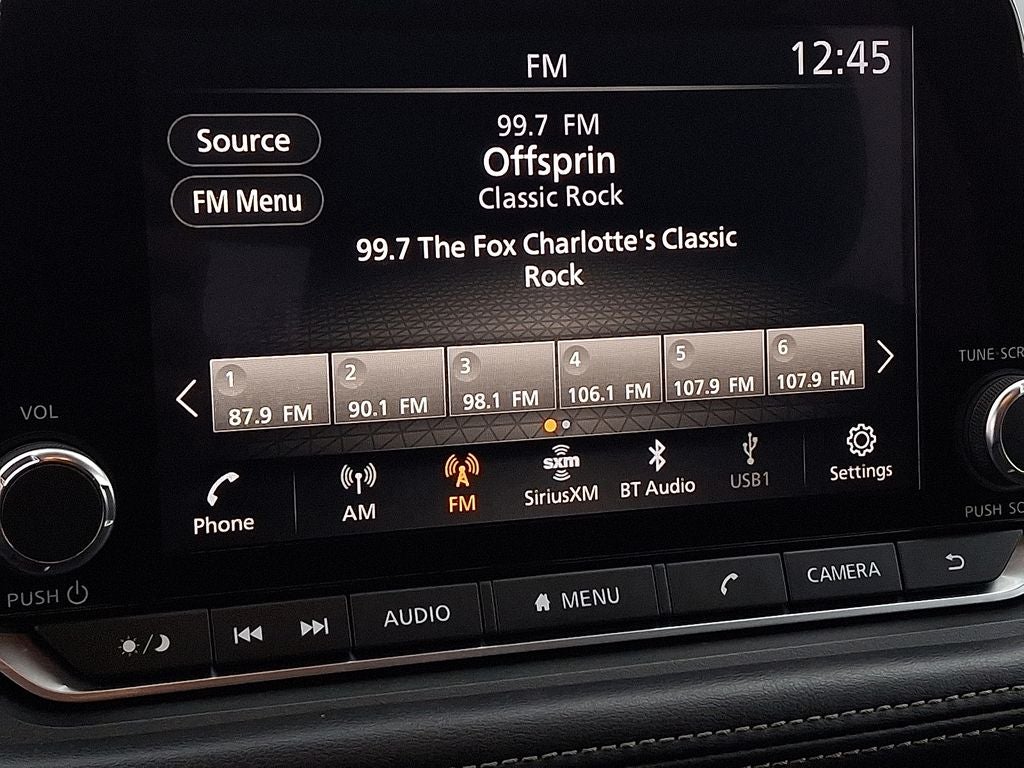 FM
12:45
Source
FM Menu
99.7 FM
Offsprin
Classic Rock
99.7 The Fox Charlotte's Classic
Rock
1
87.9 FM
2
90.1 FM
3
98.1 FM
4
106.1 FM
5
107.9 FM
6
107.9 FM
VOL
TUNE·SCR
Phone
AM
FM
sxm
SiriusXM
BT Audio
USB1
Settings
PUSH
PUSH SO
AUDIO
MENU
CAMERA